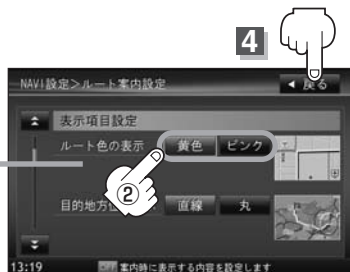 4
NAVI設定＞ルート案内設定
戻る
表示項目設定
ルート色の表示 黄色 ピンク
②
目的地方 直線 丸
13:19 案内時に表示する内容を設定します